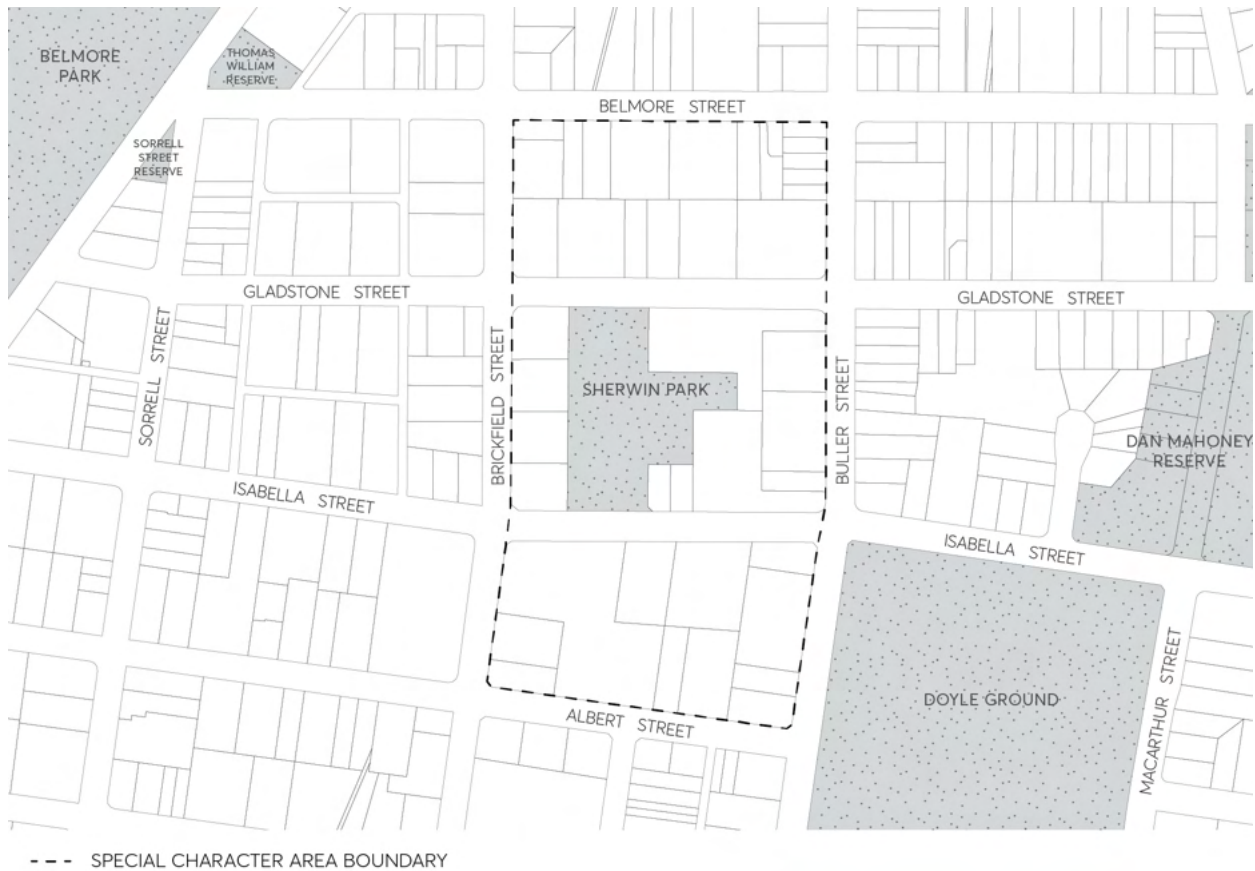 BELMORE
PARK
THOMAS
WILLIAM
RESERVE
BELMORE STREET
SORRELL
STREET
RESERVE
GLADSTONE STREET
GLADSTONE STREET
SORRELL STREET
BRICKFIELD STREET
SHERWIN PARK
BULLER STREET
DAN MAHONEY
RESERVE
ISABELLA STREET
ISABELLA STREET
DOYLE GROUND
MACARTHUR STREET
ALBERT STREET
SPECIAL CHARACTER AREA BOUNDARY